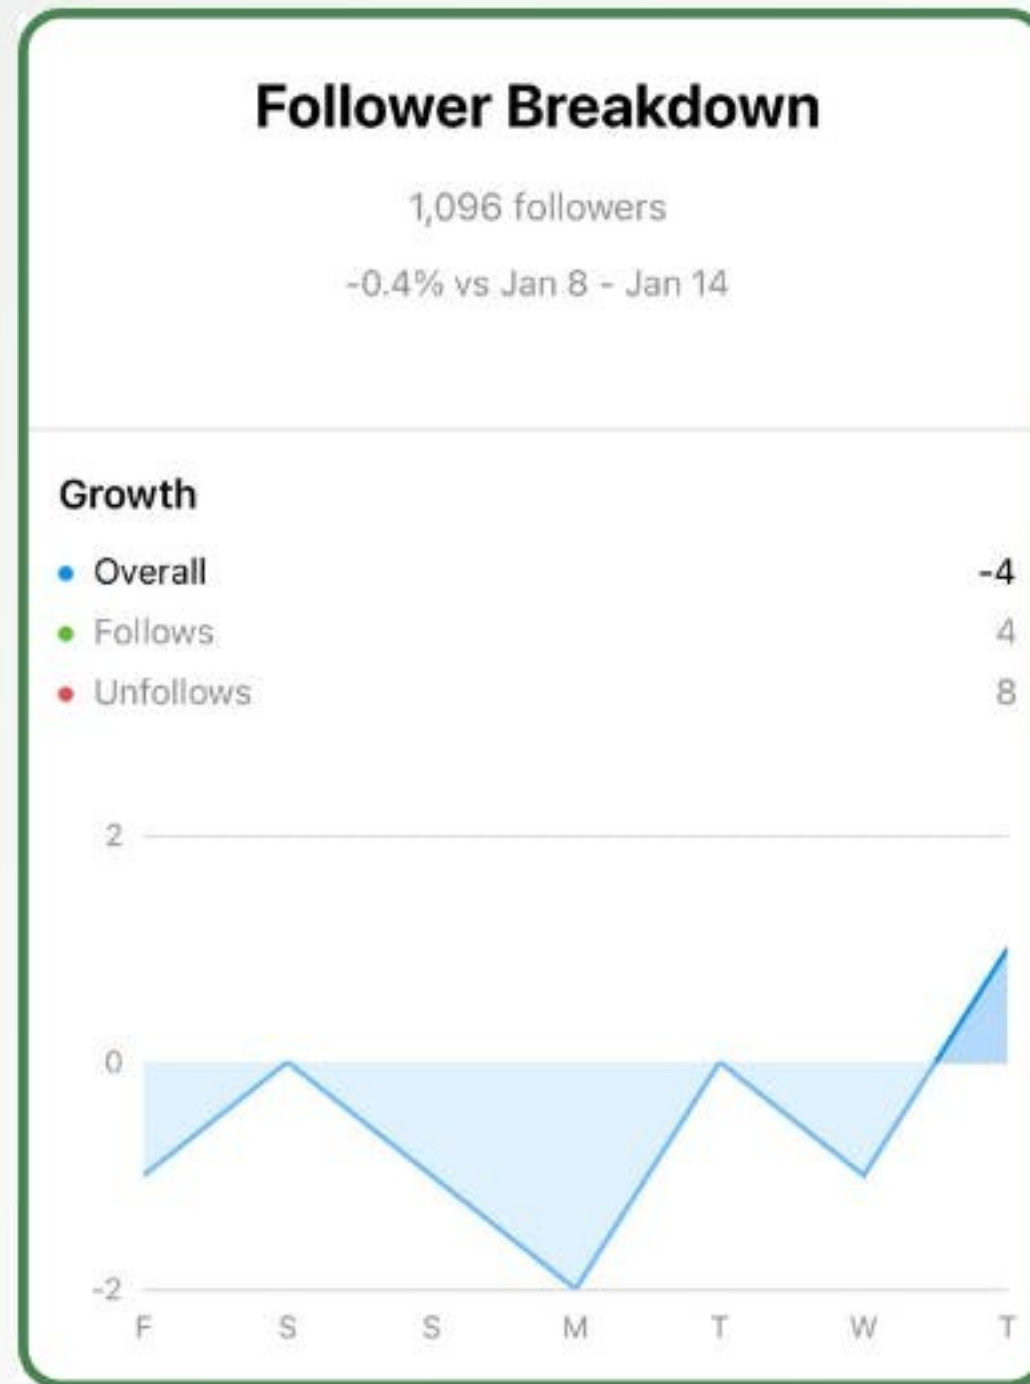 Follower Breakdown
1,096 followers
-0.4% vs Jan 8 - Jan 14
Growth
Overall -4
Follows 4
Unfollows 8
2
0
-2
F S S M T W T